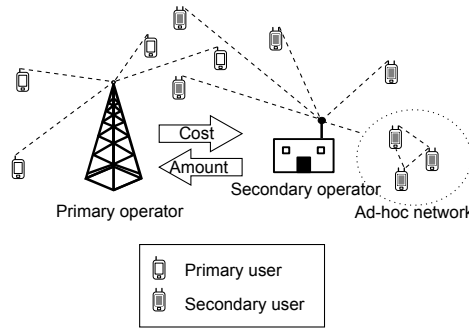 Cost
Amount
Primary operator
Secondary operator
Ad-hoc network
Primary user
Secondary user